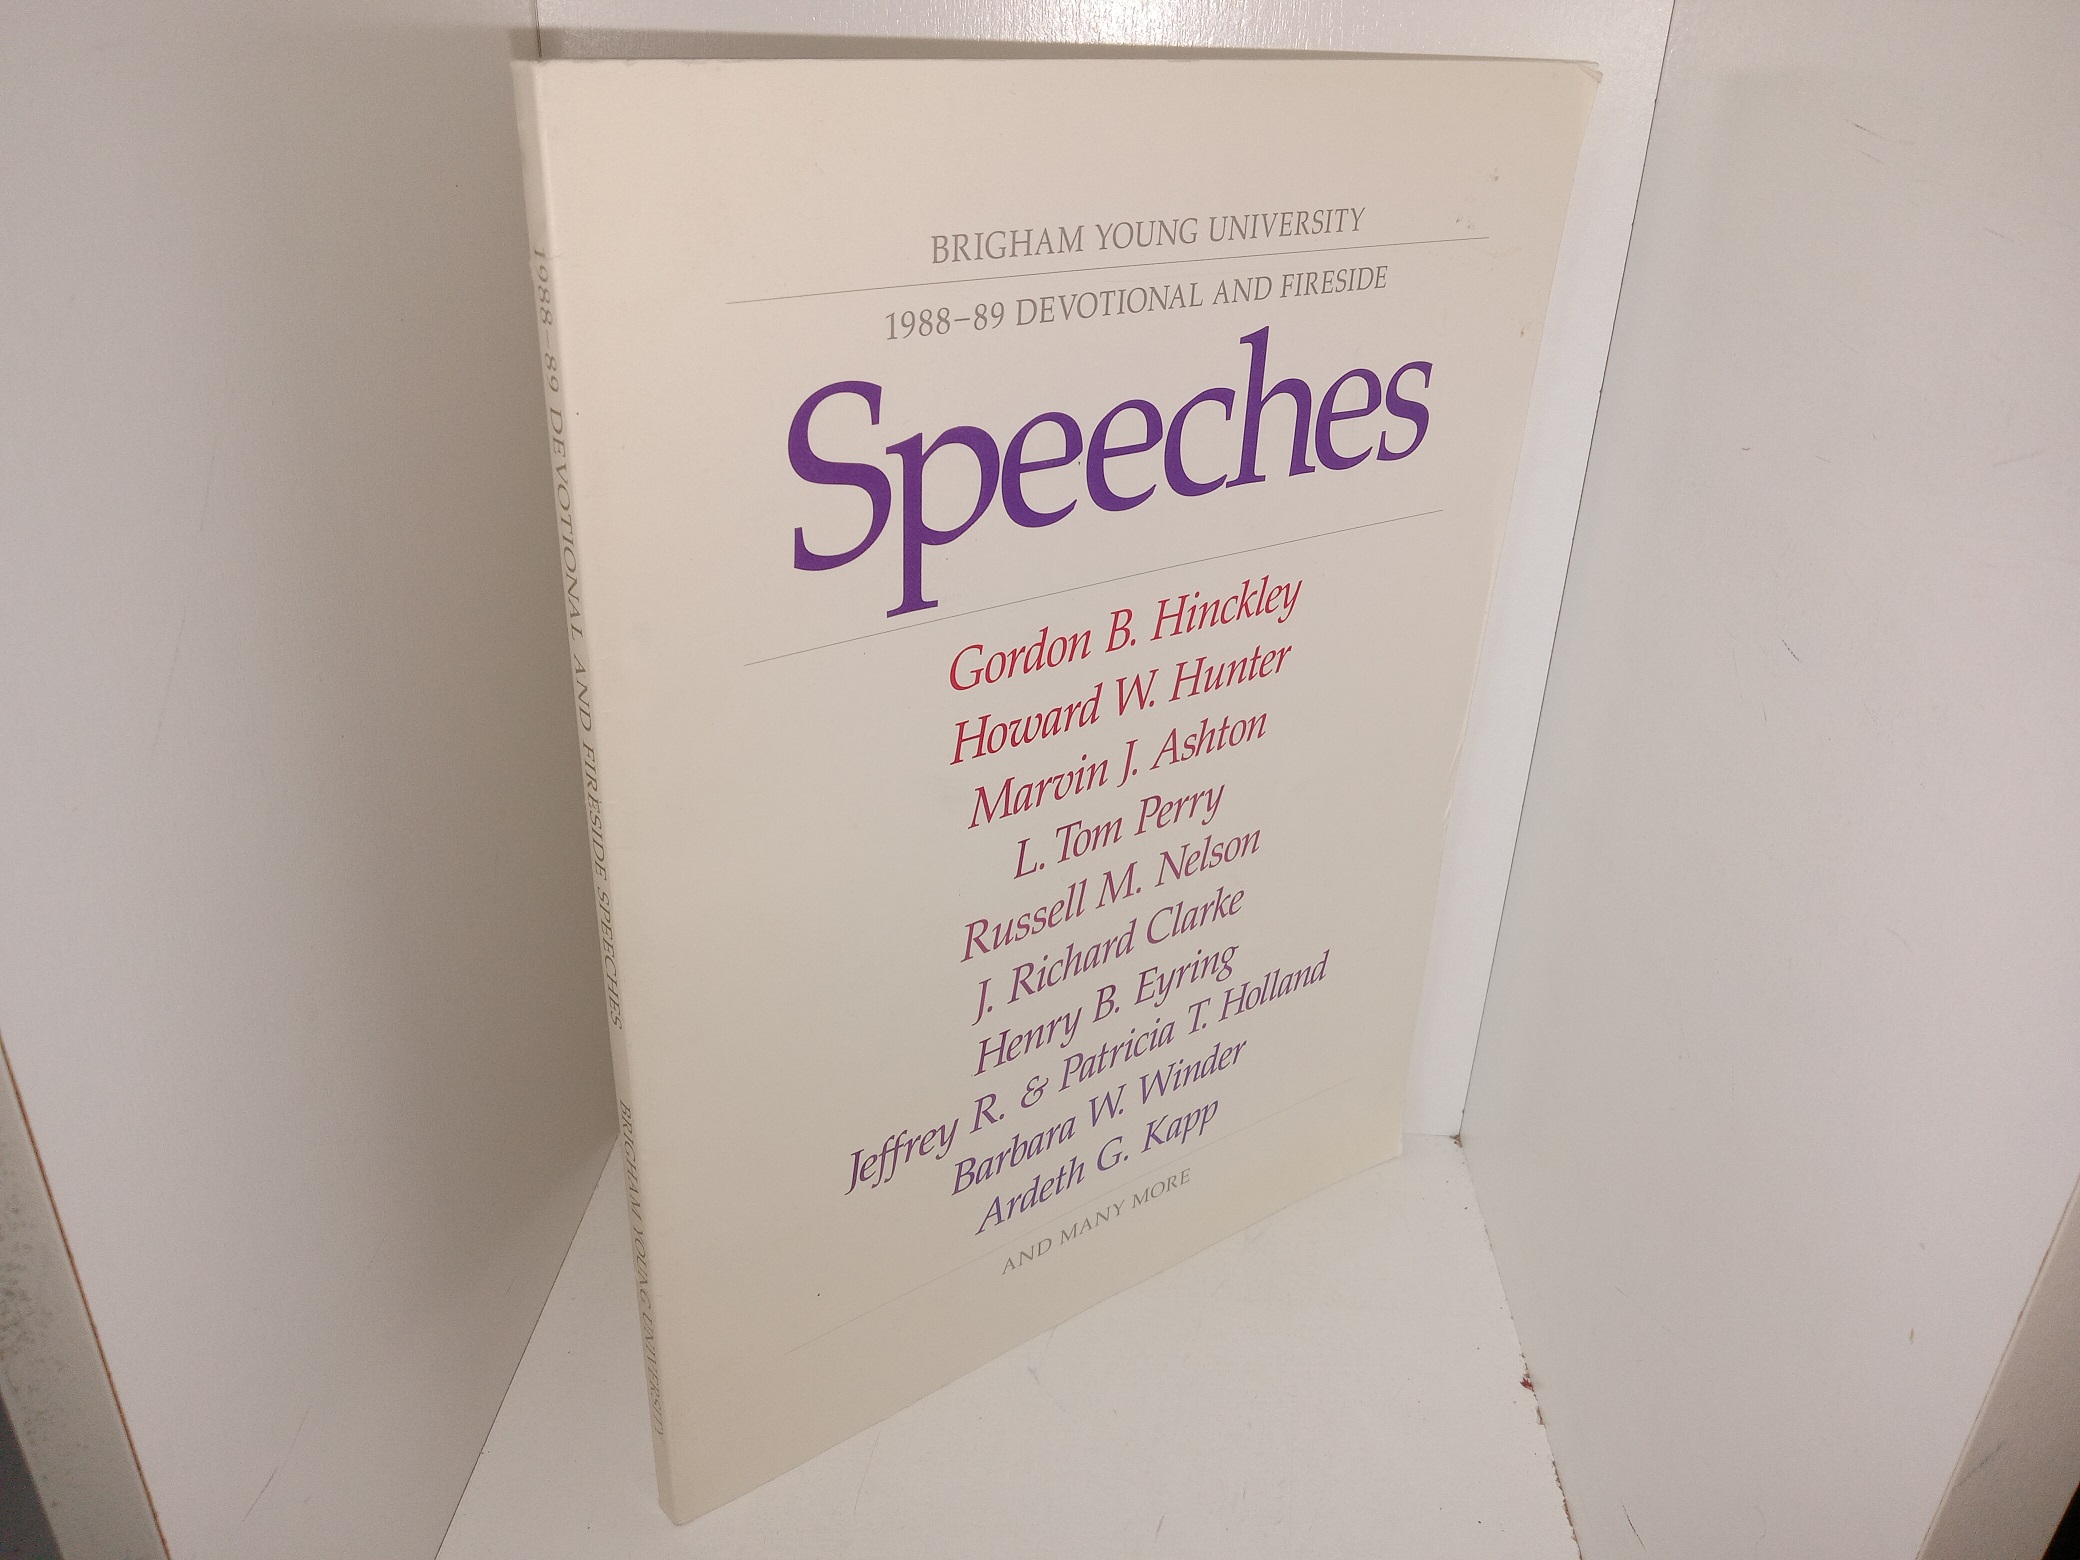 BRIGHAM YOUNG UNIVERSITY
1988–89 DEVOTIONAL AND FIRESIDE
Speeches
Gordon B. Hinckley
Howard W. Hunter
Marvin J. Ashton
L. Tom Perry
Russell M. Nelson
J. Richard Clarke
Henry B. Eyring
Jeffrey R. & Patricia T. Holland
Barbara W. Winder
Ardeth G. Kapp
AND MANY MORE
1988–89 DEVOTIONAL AND FIRESIDE SPEECHES BRIGHAM YOUNG UNIVERSITY